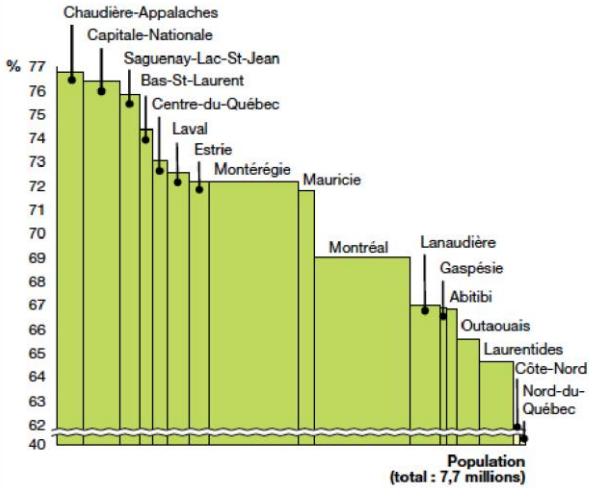 Chaudière-Appalaches
Capitale-Nationale
Saguenay-Lac-St-Jean
Bas-St-Laurent
Centre-du-Québec
Laval
Estrie
Montérégie
Mauricie
Montréal
Lanaudière
Gaspésie
Abitibi
Outaouais
Laurentides
Côte-Nord
Nord-du-
Québec
% 77
76
75
74
73
72
71
70
69
68
67
66
65
64
63
62
40
Population
(total : 7,7 millions)